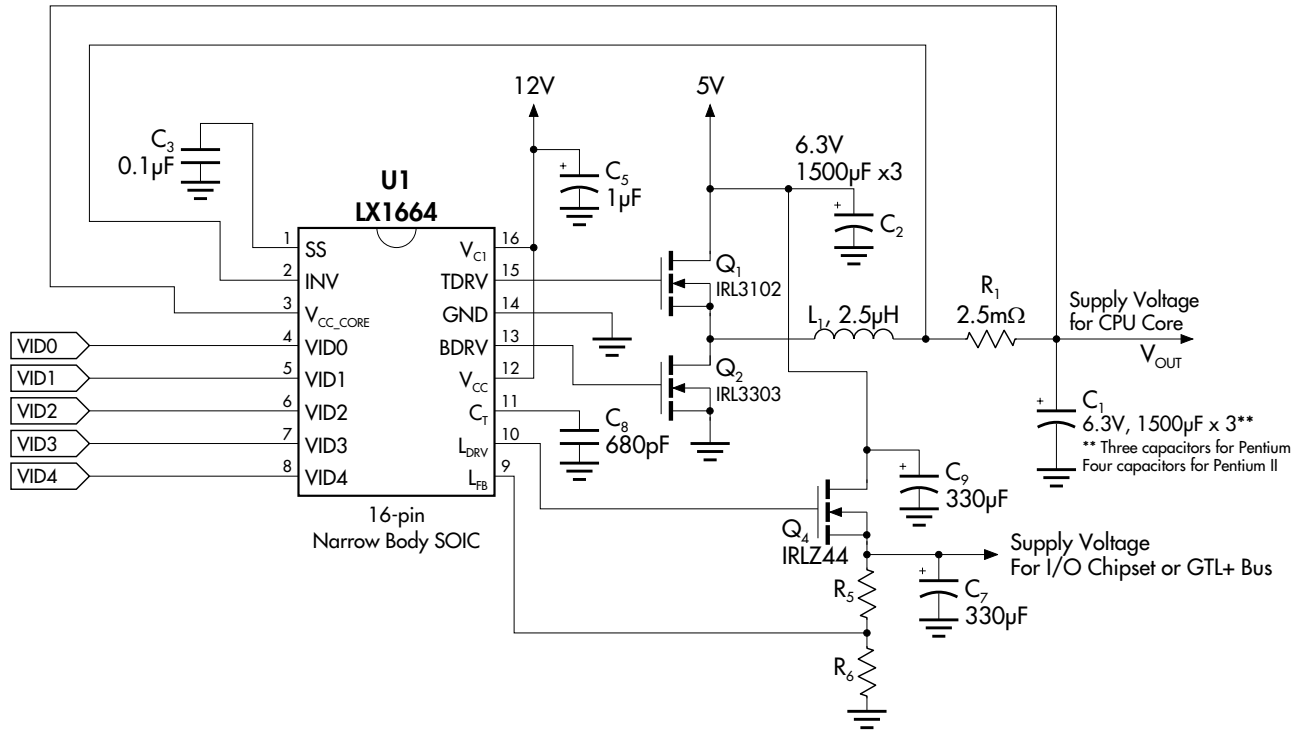 12V
5V
C3
0.1µF
6.3V
1500µF x3
C5
1µF
C2
U1
LX1664
1
SS
2
INV
3
VCC_CORE
4
VID0
5
VID1
6
VID2
7
VID3
8
VID4
VID0
VID1
VID2
VID3
VID4
VC1
16
TDRV
15
GND
14
BDRV
13
VCC
12
CT
11
LDRV
10
LFB
9
16-pin
Narrow Body SOIC
Q1
IRL3102
Q2
IRL3303
L1, 2.5µH
R1
2.5mΩ
Supply Voltage
for CPU Core
VOUT
C1
6.3V, 1500µF x 3**
** Three capacitors for Pentium
Four capacitors for Pentium II
C8
680pF
C9
330µF
Q4
IRLZ44
Supply Voltage
For I/O Chipset or GTL+ Bus
R5
C7
330µF
R6
+
+
+
+
+